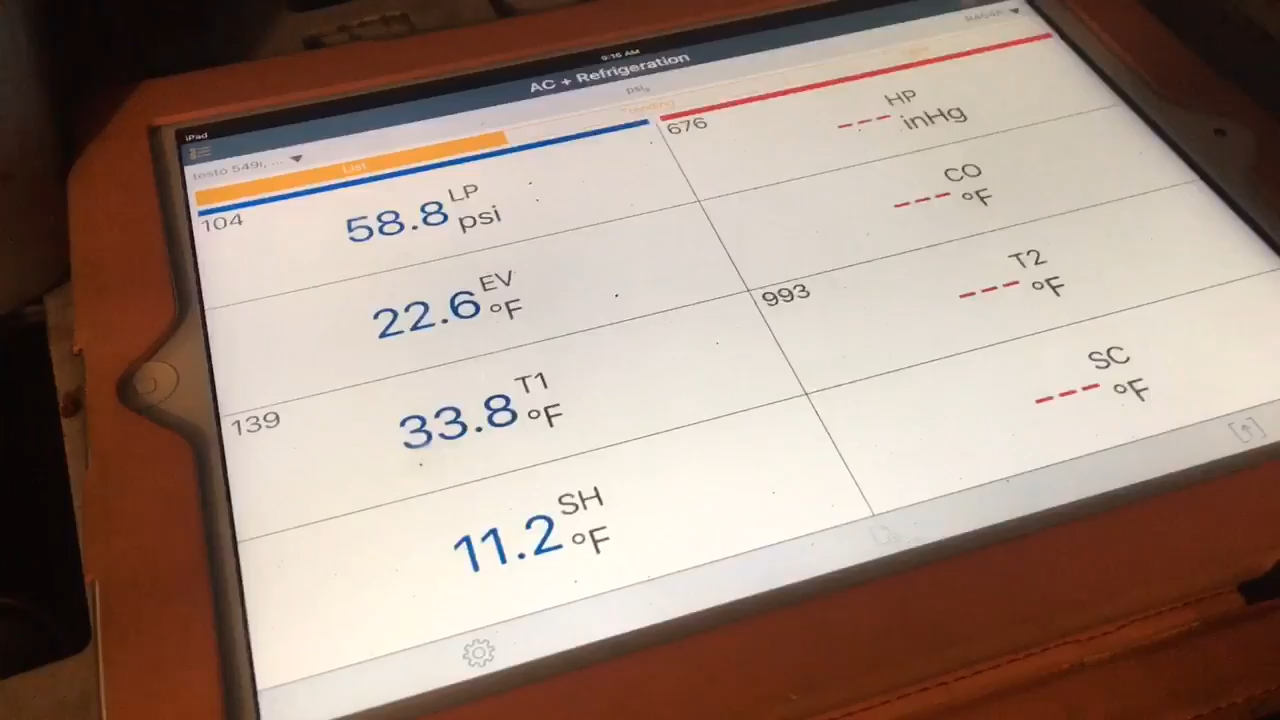 iPad
9:16 AM
AC + Refrigeration
testo 549i, ...
psi
List
Trending
104
LP
58.8 psi
EV
22.6 °F
139
T1
33.8 °F
SH
11.2 °F
676
HP
--- inHg
CO
--- °F
993
T2
--- °F
SC
--- °F